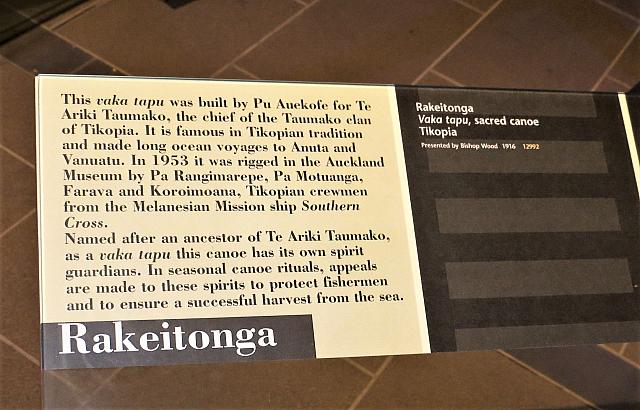 This vaka tapu was built by Pu Auekofe for Te
Ariki Taumako, the chief of the Taumako clan
of Tikopia. It is famous in Tikopian tradition
and made long ocean voyages to Anuta and
Vanuatu. In 1953 it was rigged in the Auckland
Museum by Pa Rangimarepe, Pa Motuanga,
Farava and Koroimoana, Tikopian crewmen
from the Melanesian Mission ship Southern
Cross.
Named after an ancestor of Te Ariki Taumako,
as a vaka tapu this canoe has its own spirit
guardians. In seasonal canoe rituals, appeals
are made to these spirits to protect fishermen
and to ensure a successful harvest from the sea.
Rakeitonga
Rakeitonga
Vaka tapu, sacred canoe
Tikopia
Presented by Bishop Wood 1916 12992